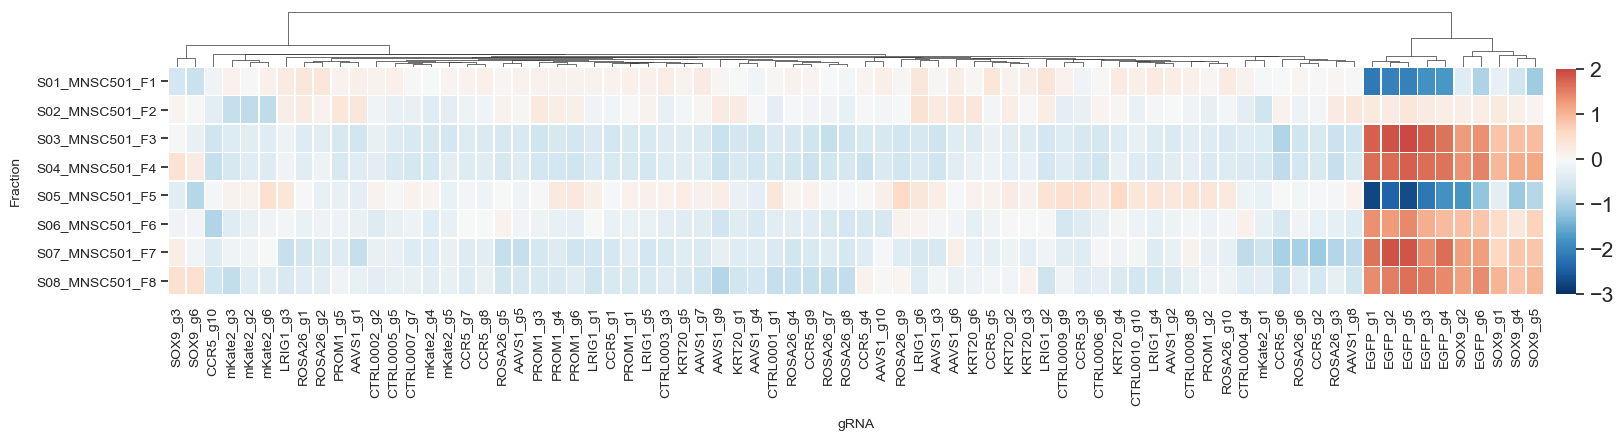 Fraction
S01_MNSC501_F1
S02_MNSC501_F2
S03_MNSC501_F3
S04_MNSC501_F4
S05_MNSC501_F5
S06_MNSC501_F6
S07_MNSC501_F7
S08_MNSC501_F8
SOX9_g3
SOX9_g6
CCR5_g10
mKate2_g3
mKate2_g2
mKate2_g6
LRIG1_g3
ROSA26_g1
ROSA26_g2
PROM1_g5
AAVS1_g1
CTRL0002_g2
CTRL0005_g5
CTRL0007_g7
mKate2_g4
mKate2_g5
CCR5_g7
CCR5_g8
ROSA26_g5
AAVS1_g5
PROM1_g3
PROM1_g4
PROM1_g6
LRIG1_g1
CCR5_g1
PROM1_g1
LRIG1_g5
CTRL0003_g3
KRT20_g5
AAVS1_g7
AAVS1_g9
KRT20_g1
AAVS1_g4
CTRL0001_g1
ROSA26_g4
CCR5_g9
ROSA26_g7
ROSA26_g8
CCR5_g4
AAVS1_g10
ROSA26_g9
LRIG1_g6
AAVS1_g3
AAVS1_g6
KRT20_g6
CCR5_g5
KRT20_g2
KRT20_g3
LRIG1_g2
CTRL0009_g9
CCR5_g3
CTRL0006_g6
KRT20_g4
CTRL0010_g10
LRIG1_g4
AAVS1_g2
CTRL0008_g8
PROM1_g2
ROSA26_g10
CTRL0004_g4
mKate2_g1
CCR5_g6
ROSA26_g6
CCR5_g2
ROSA26_g3
AAVS1_g8
EGFP_g1
EGFP_g2
EGFP_g5
EGFP_g3
EGFP_g4
SOX9_g2
EGFP_g6
SOX9_g1
SOX9_g4
SOX9_g5
gRNA
2
1
0
−1
−2
−3